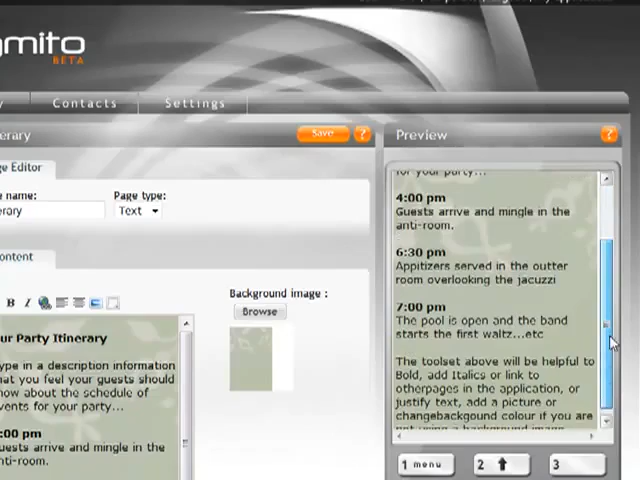 mito
BETA
Contacts
Settings
erary
Save
?
Preview
?
ge Editor
e name:
Page type:
erary
Text
ontent
B I
Background image :
Browse
ur Party Itinerary
ype in a description information
hat you feel your guests should
now about the schedule of
vents for your party...
:00 pm
uests arrive and mingle in the
nti-room.
for your party...
4:00 pm
Guests arrive and mingle in the
anti-room.
6:30 pm
Appitizers served in the outter
room overlooking the jacuzzi
7:00 pm
The pool is open and the band
starts the first waltz...etc
The toolset above will be helpful to
Bold, add Italics or link to
otherpages in the application, or
justify text, add a picture or
changebackgound colour if you are
not using a background image
1 menu
2
3